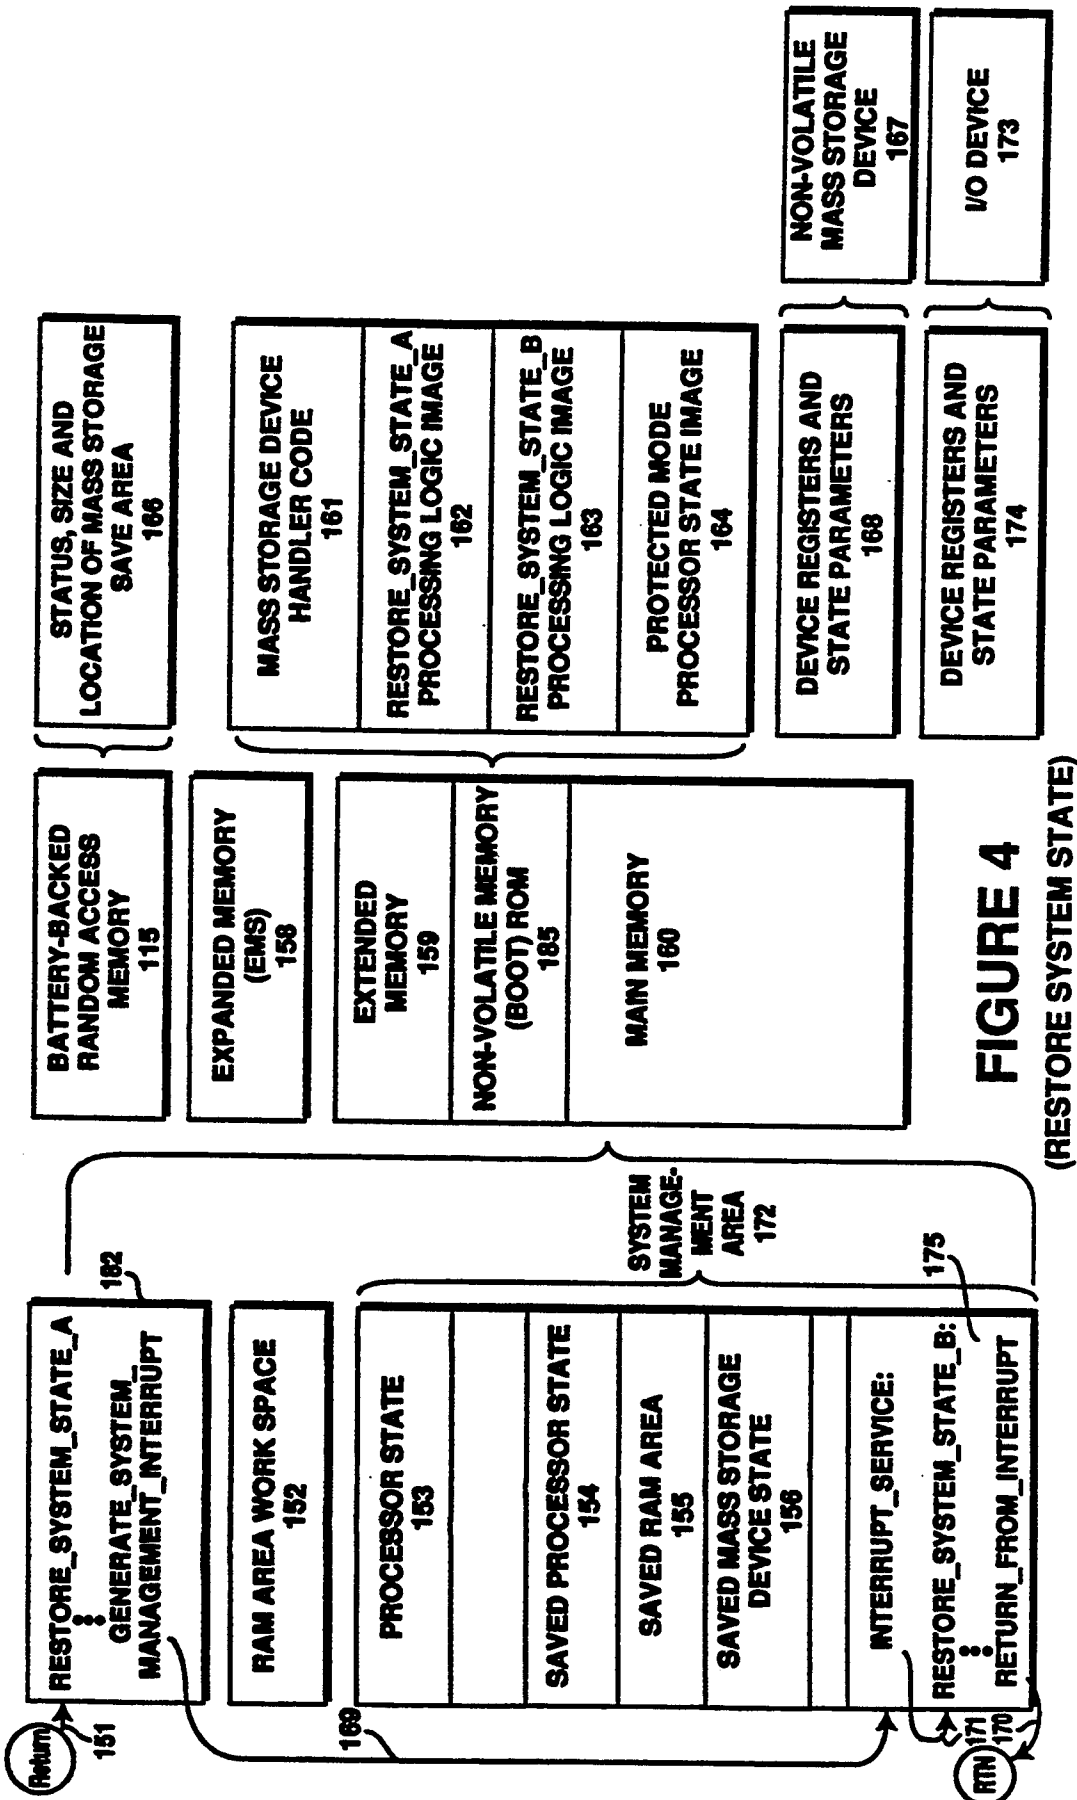 Return
151
RESTORE_SYSTEM_STATE_A
GENERATE_SYSTEM_
MANAGEMENT_INTERRUPT
162
RAM AREA WORK SPACE
152
PROCESSOR STATE
153
SAVED PROCESSOR STATE
154
SAVED RAM AREA
155
SAVED MASS STORAGE
DEVICE STATE
156
INTERRUPT_SERVICE:
RESTORE_SYSTEM_STATE_B:
RETURN_FROM_INTERRUPT
169
171
170
RTN
175
SYSTEM
MANAGE-
MENT
AREA
172
BATTERY-BACKED
RANDOM ACCESS
MEMORY
115
EXPANDED MEMORY
(EMS)
158
EXTENDED
MEMORY
159
NON-VOLATILE MEMORY
(BOOT) ROM
185
MAIN MEMORY
160
STATUS, SIZE AND
LOCATION OF MASS STORAGE
SAVE AREA
166
MASS STORAGE DEVICE
HANDLER CODE
161
RESTORE_SYSTEM_STATE_A
PROCESSING LOGIC IMAGE
162
RESTORE_SYSTEM_STATE_B
PROCESSING LOGIC IMAGE
163
PROTECTED MODE
PROCESSOR STATE IMAGE
164
DEVICE REGISTERS AND
STATE PARAMETERS
168
DEVICE REGISTERS AND
STATE PARAMETERS
174
NON-VOLATILE
MASS STORAGE
DEVICE
167
I/O DEVICE
173
FIGURE 4
(RESTORE SYSTEM STATE)